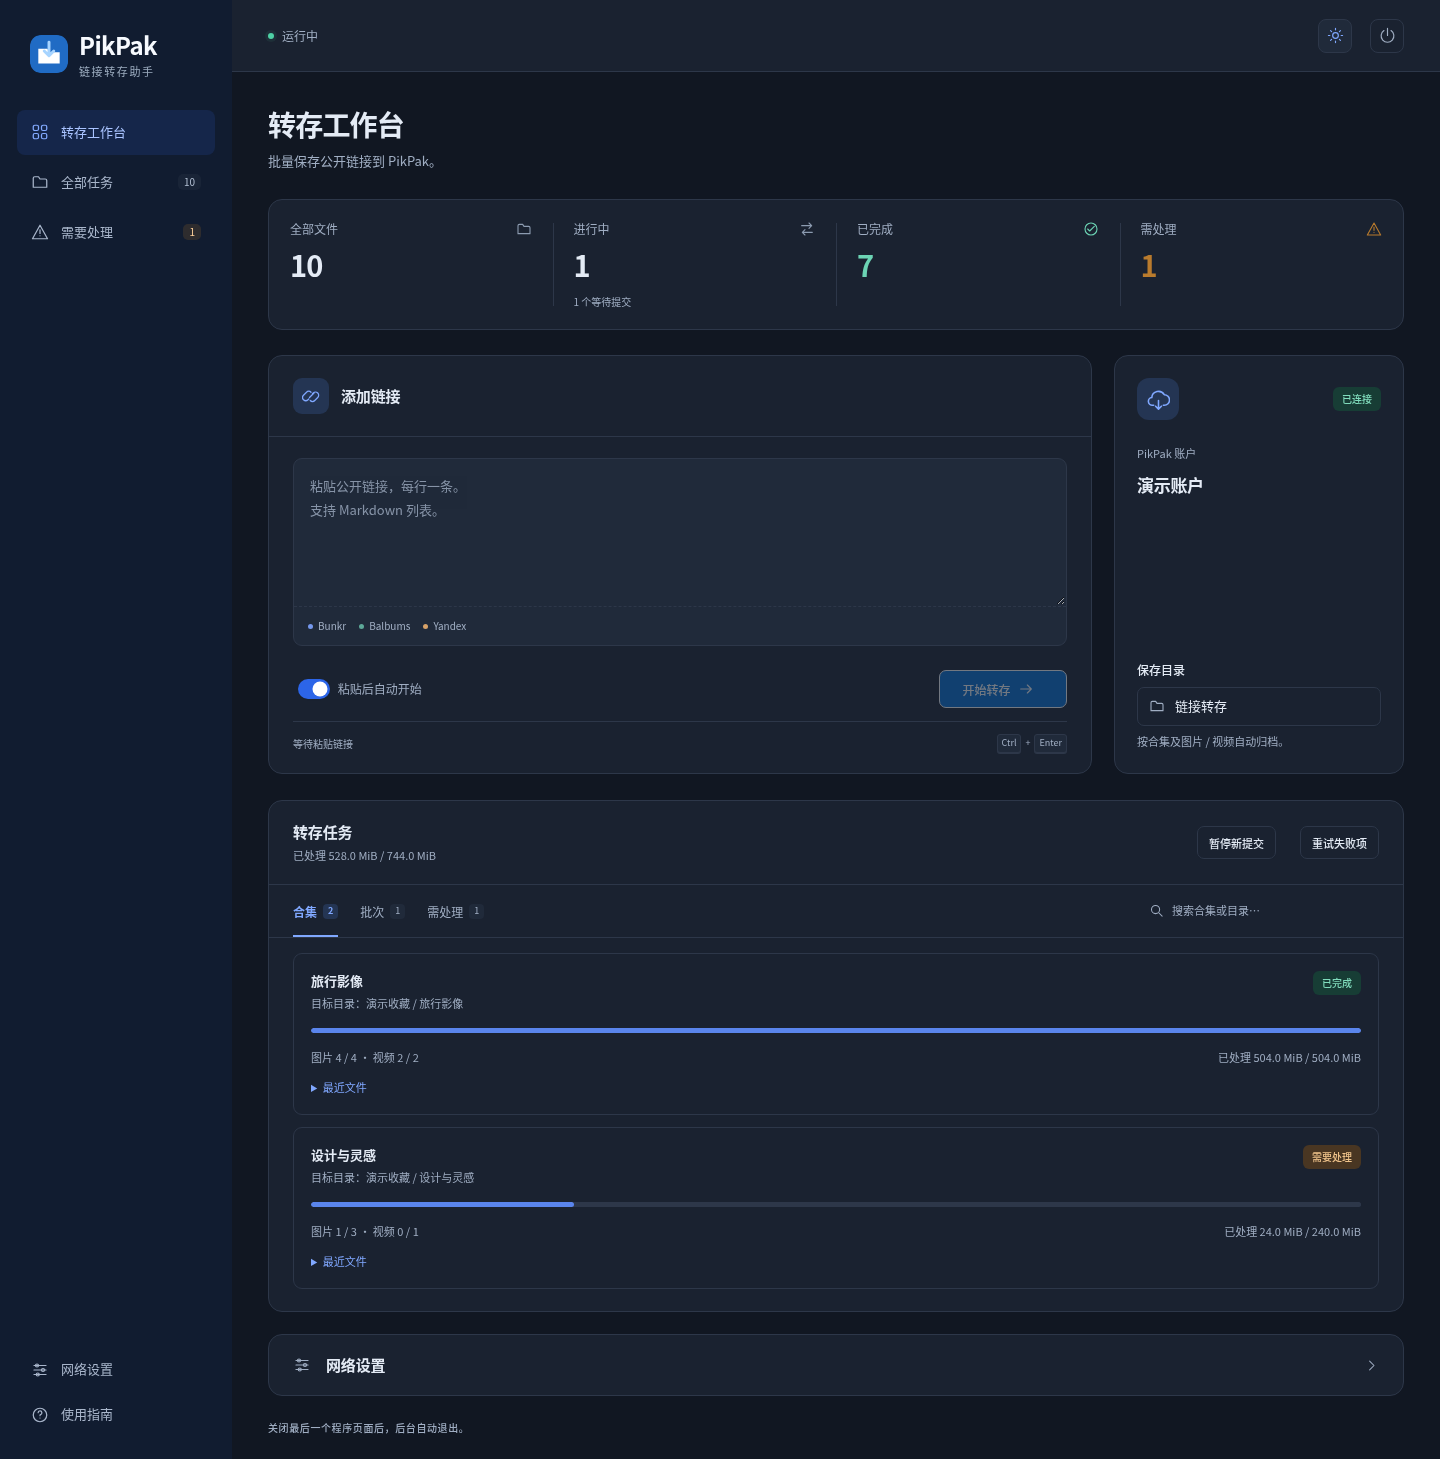 PikPak
链接转存助手
转存工作台
全部任务 10
需要处理 1
网络设置
使用指南
运行中
转存工作台
批量保存公开链接到 PikPak。
全部文件
10
进行中
1
1 个等待提交
已完成
7
需处理
1
添加链接
粘贴公开链接，每行一条。
支持 Markdown 列表。
Bunkr Balbums Yandex
粘贴后自动开始
开始转存
等待粘贴链接
Ctrl + Enter
已连接
PikPak 账户
演示账户
保存目录
链接转存
按合集及图片 / 视频自动归档。
转存任务
已处理 528.0 MiB / 744.0 MiB
暂停新提交
重试失败项
合集 2 批次 1 需处理 1
搜索合集或目录…
旅行影像
已完成
目标目录：演示收藏 / 旅行影像
图片 4 / 4 · 视频 2 / 2
已处理 504.0 MiB / 504.0 MiB
最近文件
设计与灵感
需要处理
目标目录：演示收藏 / 设计与灵感
图片 1 / 3 · 视频 0 / 1
已处理 24.0 MiB / 240.0 MiB
最近文件
网络设置
关闭最后一个程序页面后，后台自动退出。